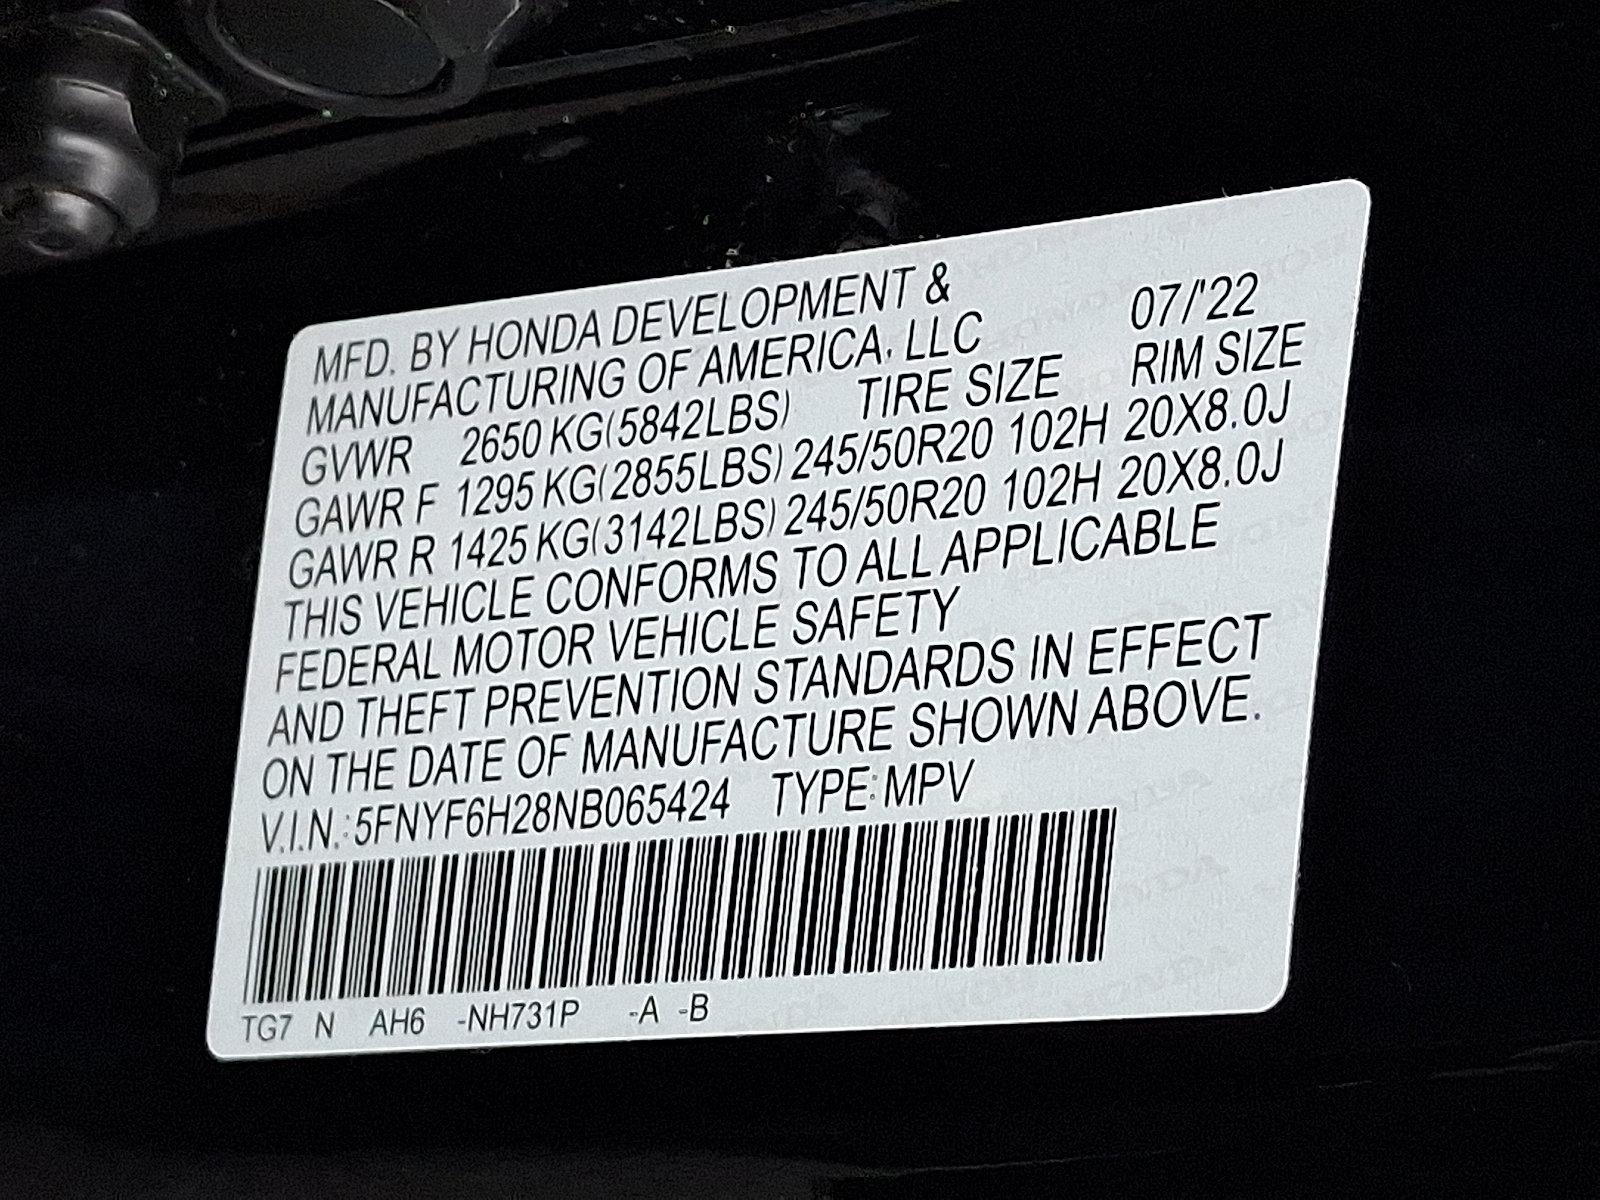 MFD. BY HONDA DEVELOPMENT &
MANUFACTURING OF AMERICA, LLC 07/'22
GVWR 2650 KG(5842LBS) TIRE SIZE RIM SIZE
GAWR F 1295 KG(2855LBS) 245/50R20 102H 20X8.0J
GAWR R 1425 KG(3142LBS) 245/50R20 102H 20X8.0J
THIS VEHICLE CONFORMS TO ALL APPLICABLE
FEDERAL MOTOR VEHICLE SAFETY
AND THEFT PREVENTION STANDARDS IN EFFECT
ON THE DATE OF MANUFACTURE SHOWN ABOVE.
V.I.N.: 5FNYF6H28NB065424 TYPE: MPV
TG7 N AH6 -NH731P -A -B